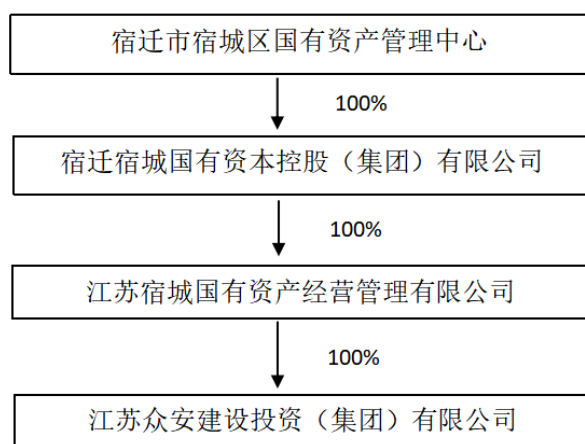 宿迁市宿城区国有资产管理中心
100%
宿迁宿城国有资本控股（集团）有限公司
100%
江苏宿城国有资产经营管理有限公司
100%
江苏众安建设投资（集团）有限公司